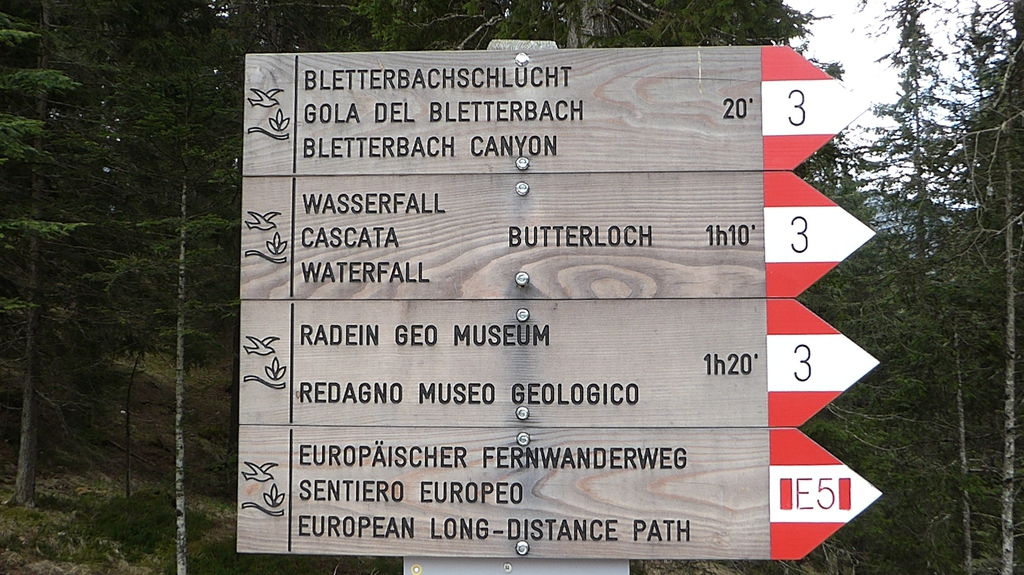 BLETTERBACHSCHLUCHT
GOLA DEL BLETTERBACH 20' 3
BLETTERBACH CANYON
WASSERFALL
CASCATA BUTTERLOCH 1h10' 3
WATERFALL
RADEIN GEO MUSEUM
1h20' 3
REDAGNO MUSEO GEOLOGICO
EUROPÄISCHER FERNWANDERWEG
SENTIERO EUROPEO E5
EUROPEAN LONG-DISTANCE PATH